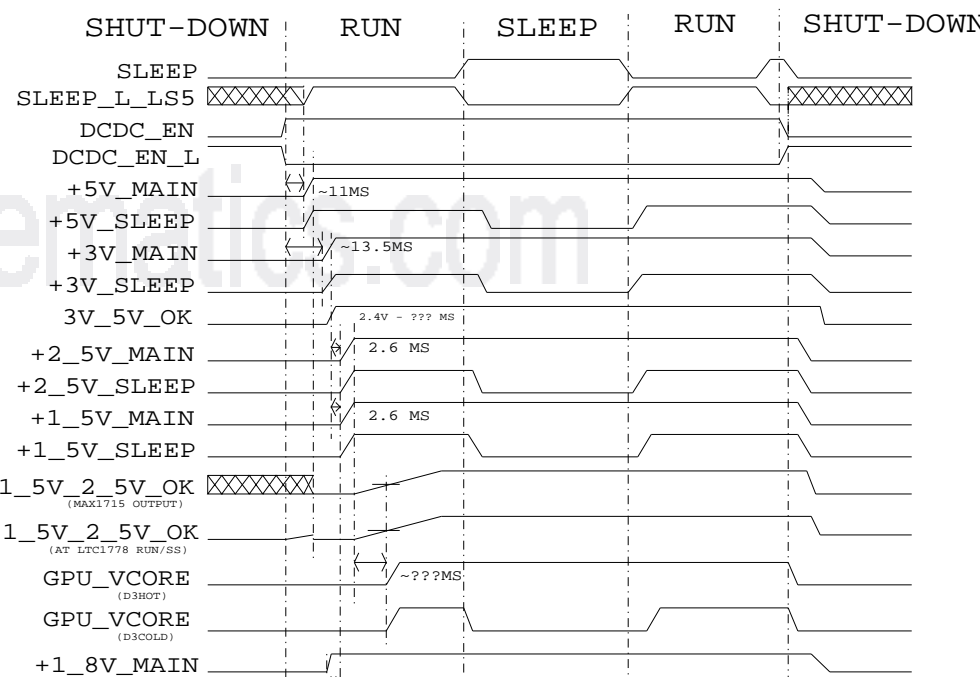 SHUT-DOWN RUN SLEEP RUN SHUT-DOWN
SLEEP
SLEEP_L_LS5
DCDC_EN
DCDC_EN_L
+5V_MAIN ~11MS
+5V_SLEEP
+3V_MAIN ~13.5MS
+3V_SLEEP
3V_5V_OK 2.4V - ??? MS
+2_5V_MAIN 2.6 MS
+2_5V_SLEEP
+1_5V_MAIN 2.6 MS
+1_5V_SLEEP
1_5V_2_5V_OK
(MAX1715 OUTPUT)
1_5V_2_5V_OK
(AT LTC1778 RUN/SS)
GPU_VCORE ~???MS
(D3HOT)
GPU_VCORE
(D3COLD)
+1_8V_MAIN
ematics.com